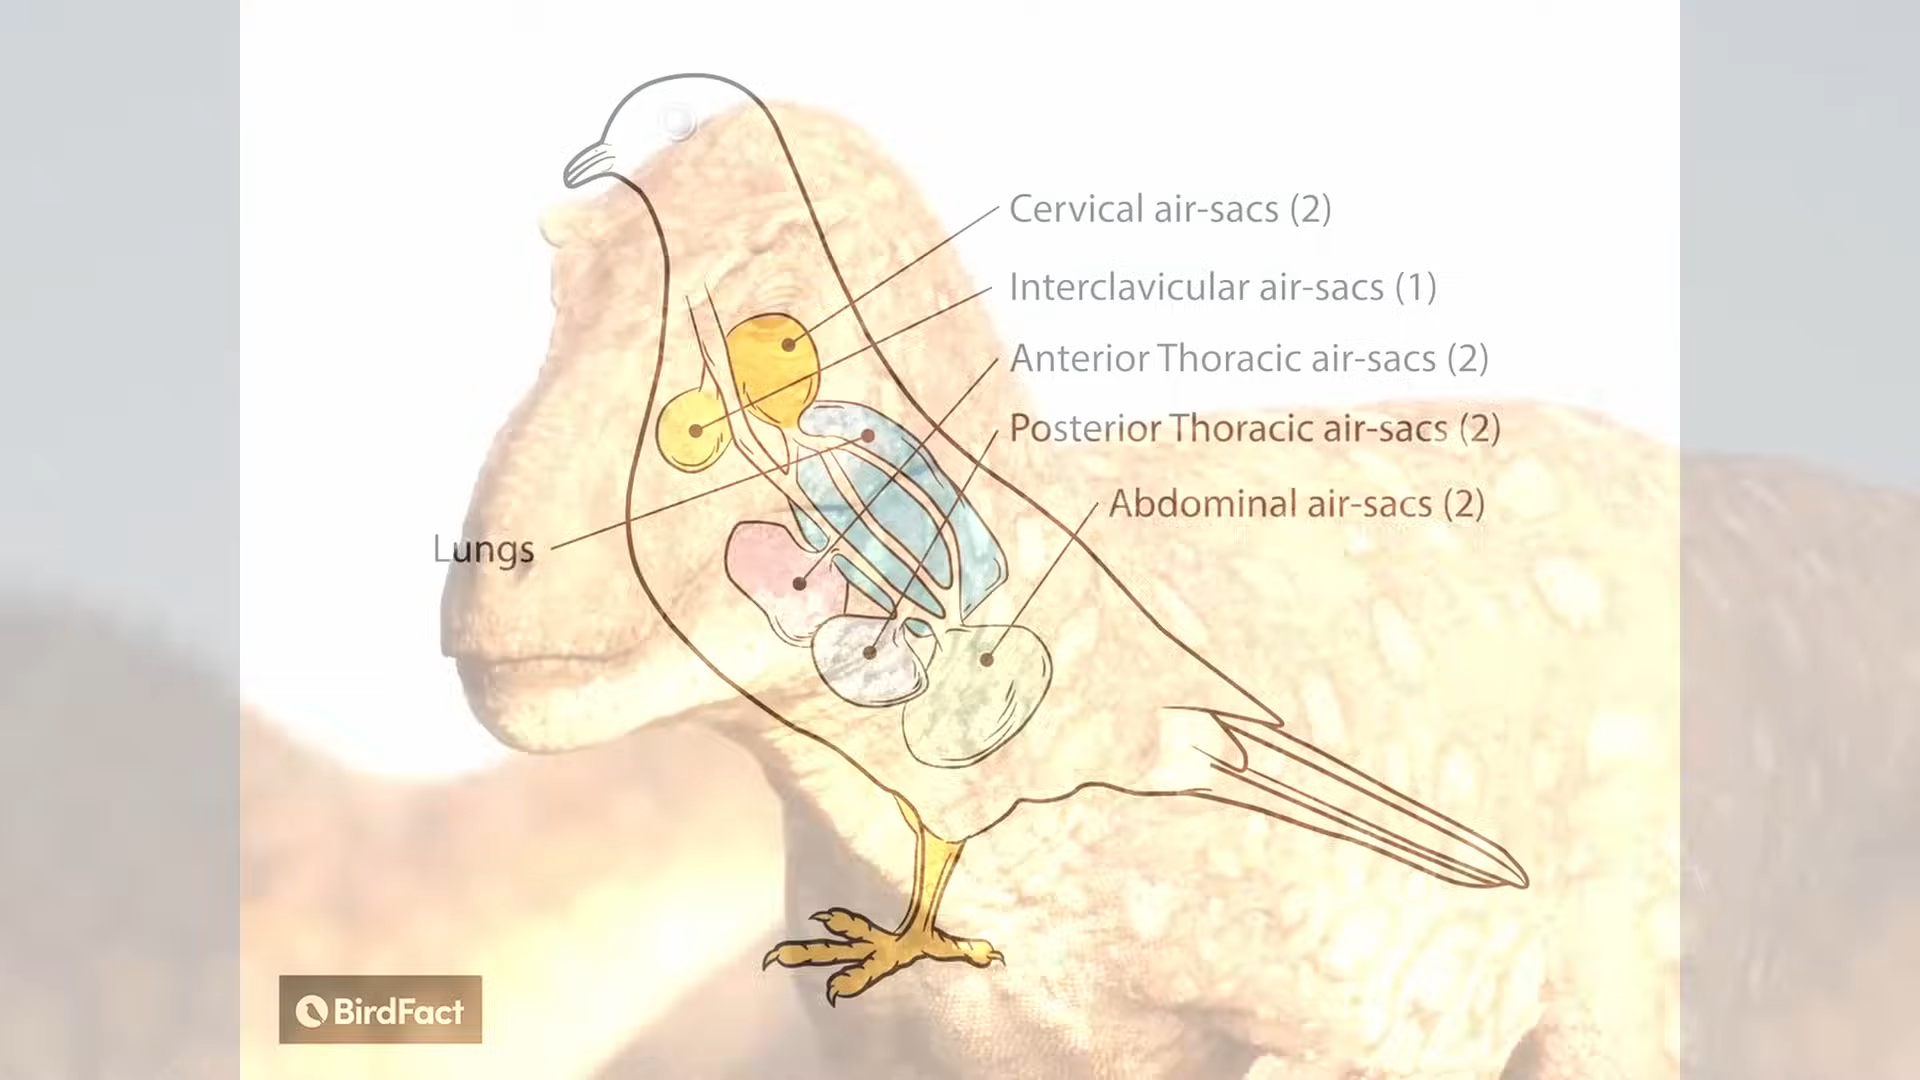 Cervical air-sacs (2)
Interclavicular air-sacs (1)
Anterior Thoracic air-sacs (2)
Posterior Thoracic air-sacs (2)
Abdominal air-sacs (2)
Lungs
BirdFact